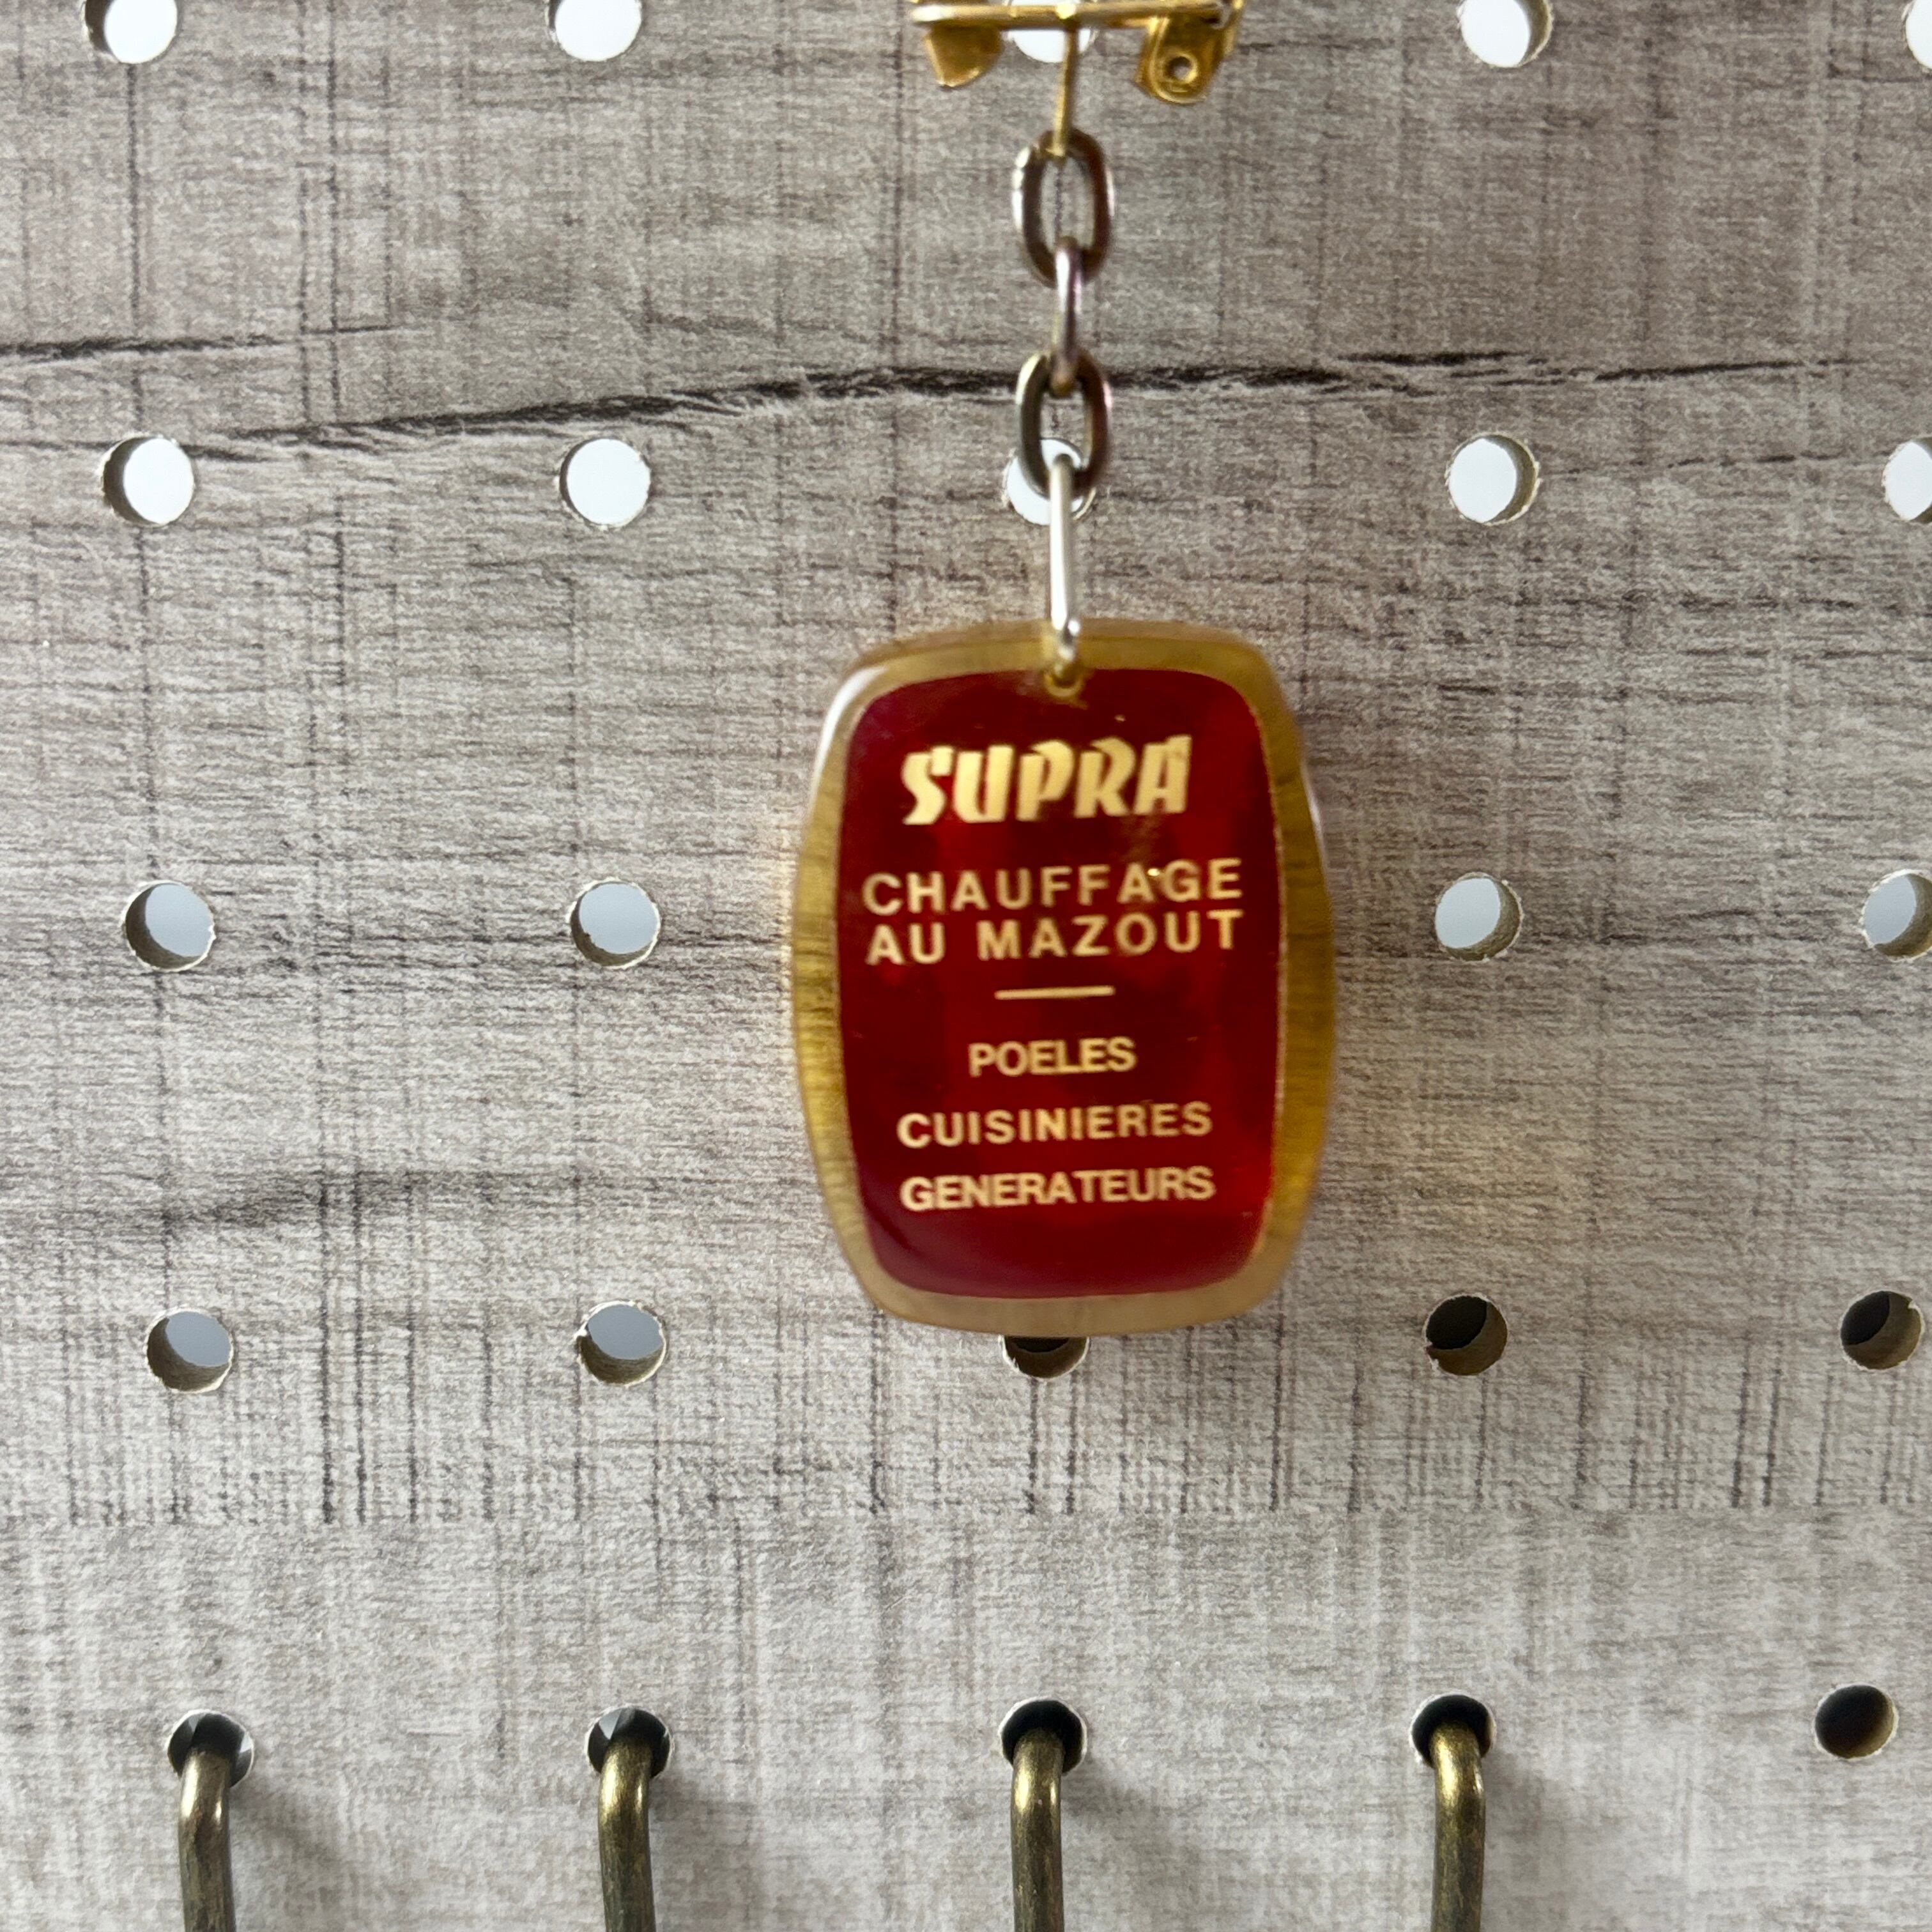 SUPRA
CHAUFFAGE
AU MAZOUT
POELES
CUISINIERES
GENERATEURS